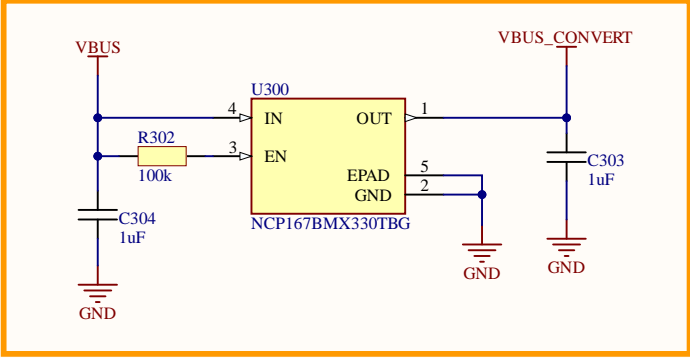 VBUS
VBUS_CONVERT
U300
4
IN
OUT
1
R302
3
EN
100k
C303
1uF
EPAD
5
GND
2
C304
1uF
NCP167BMX330TBG
GND
GND
GND